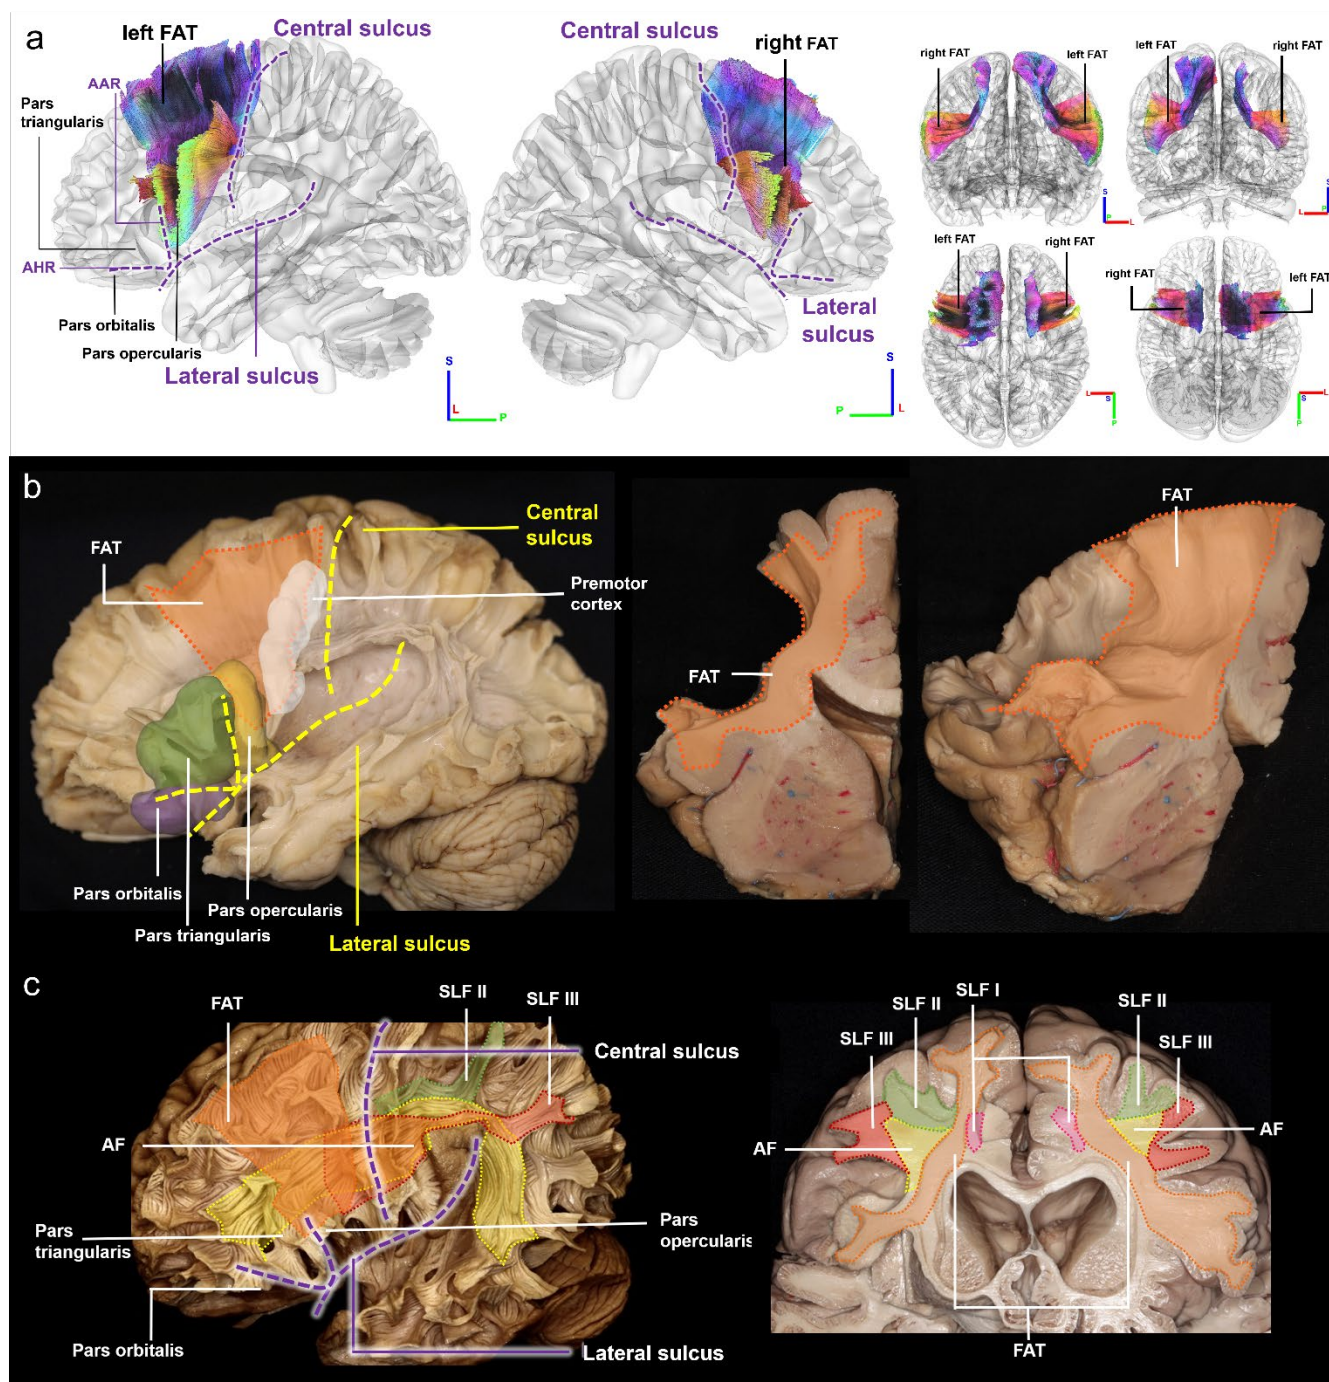 a
left FAT
Central sulcus
AAR
Pars
triangularis
AHR
Pars orbitalis
Pars opercularis
Lateral sulcus
S
L
P
Central sulcus
right FAT
Lateral
sulcus
S
P
L
right FAT
left FAT
S
P
L
left FAT
right FAT
S
L
P
left FAT
right FAT
L
S
P
right FAT
left FAT
L
S
P
b
FAT
Central
sulcus
Premotor
cortex
Pars orbitalis
Pars opercularis
Pars triangularis
Lateral sulcus
FAT
FAT
c
FAT
SLF II
SLF III
Central sulcus
AF
Pars
triangularis
Pars
opercularis
Pars orbitalis
Lateral sulcus
SLF I
SLF II
SLF II
SLF III
SLF III
AF
AF
FAT